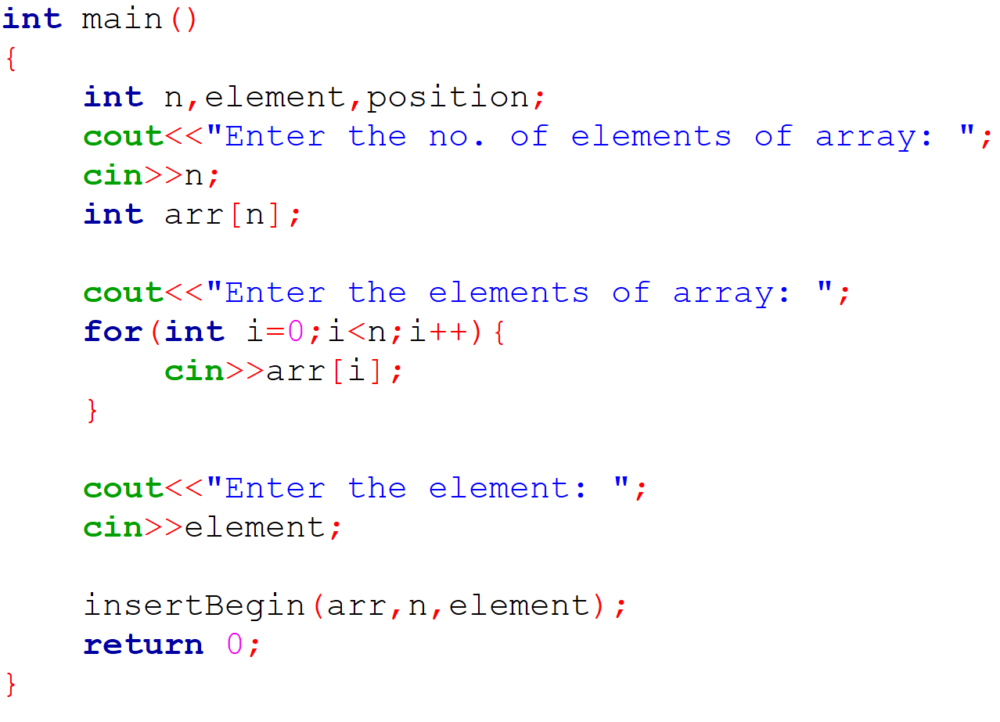 int main()
{
    int n,element,position;
    cout<<"Enter the no. of elements of array: ";
    cin>>n;
    int arr[n];

    cout<<"Enter the elements of array: ";
    for(int i=0;i<n;i++){
        cin>>arr[i];
    }

    cout<<"Enter the element: ";
    cin>>element;

    insertBegin(arr,n,element);
    return 0;
}